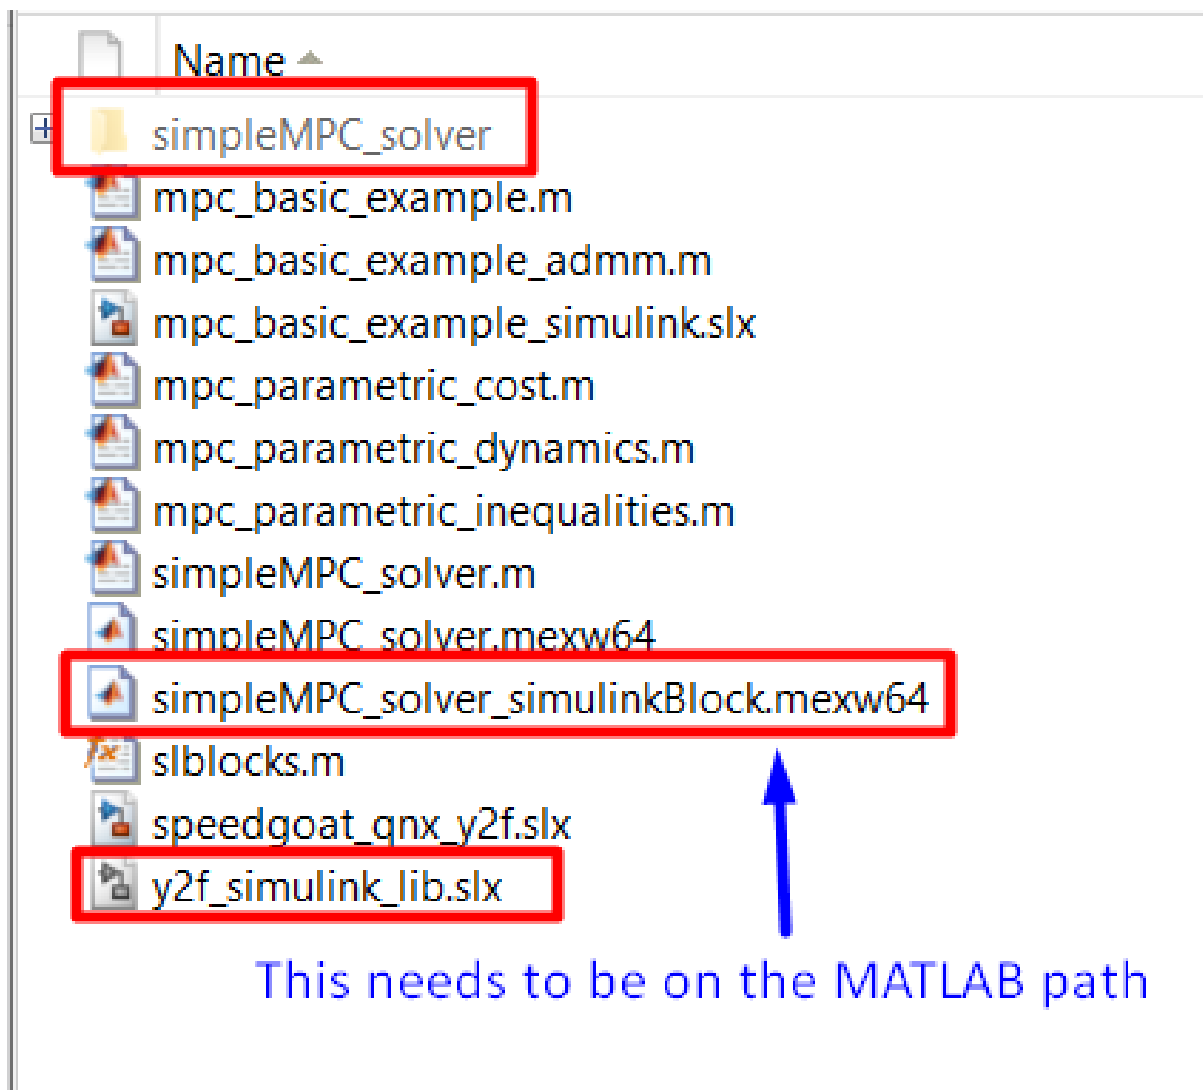 Name
simpleMPC_solver
mpc_basic_example.m
mpc_basic_example_admm.m
mpc_basic_example_simulink.slx
mpc_parametric_cost.m
mpc_parametric_dynamics.m
mpc_parametric_inequalities.m
simpleMPC_solver.m
simpleMPC_solver.mexw64
simpleMPC_solver_simulinkBlock.mexw64
slblocks.m
speedgoat_qnx_y2f.slx
y2f_simulink_lib.slx
This needs to be on the MATLAB path